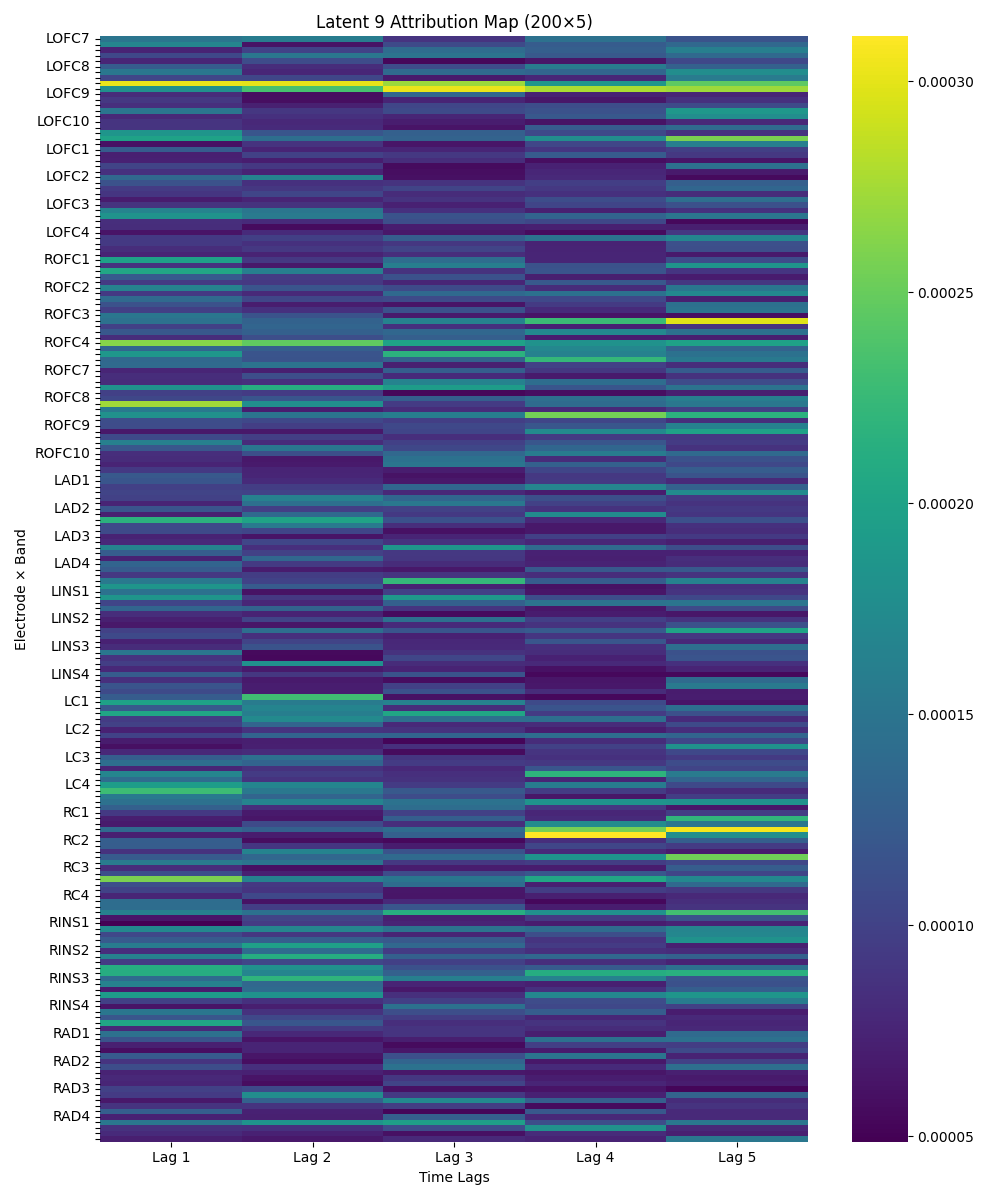 Latent 9 Attribution Map (200×5)
LOFC7
LOFC8
LOFC9
LOFC10
LOFC1
LOFC2
LOFC3
LOFC4
ROFC1
ROFC2
ROFC3
ROFC4
ROFC7
ROFC8
ROFC9
ROFC10
LAD1
LAD2
LAD3
LAD4
LINS1
LINS2
LINS3
LINS4
LC1
LC2
LC3
LC4
RC1
RC2
RC3
RC4
RINS1
RINS2
RINS3
RINS4
RAD1
RAD2
RAD3
RAD4
Electrode × Band
Lag 1 Lag 2 Lag 3 Lag 4 Lag 5
Time Lags
0.00030
0.00025
0.00020
0.00015
0.00010
0.00005